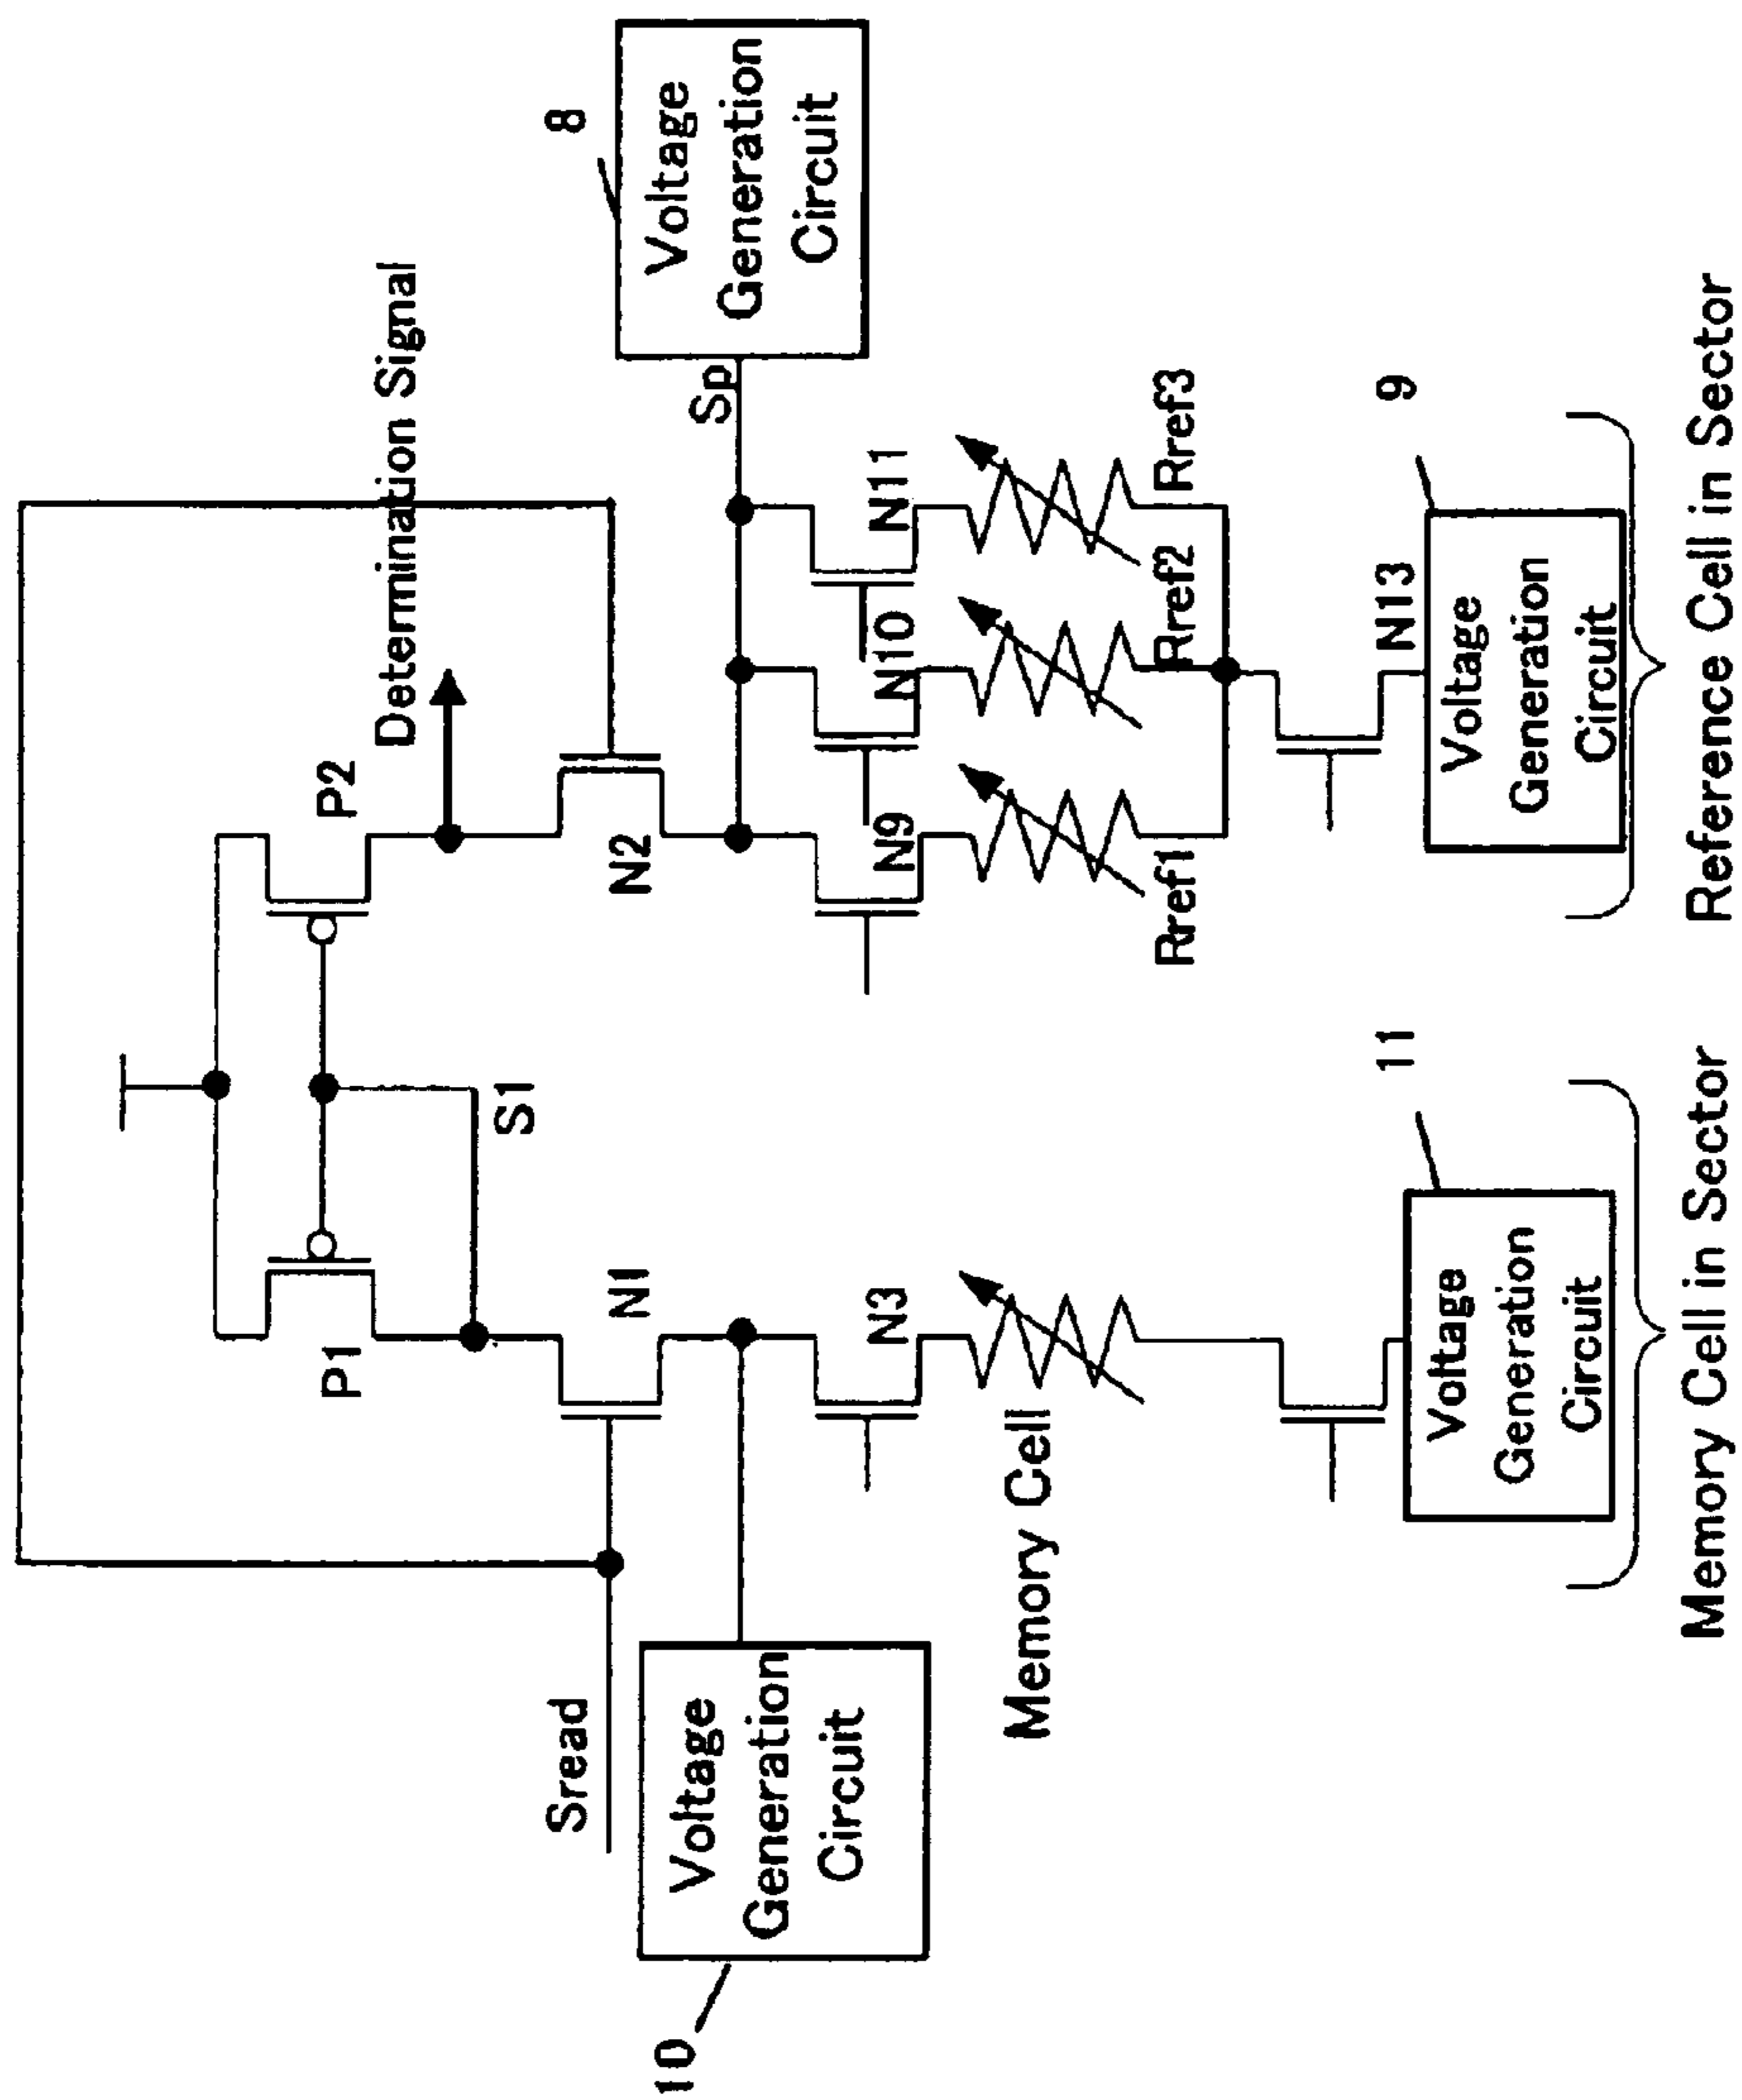 Sread
10
Voltage
Generation
Circuit
P1
S1
P2
Determination Signal
N1
N2
8
Voltage
Generation
Circuit
Sp
N3
N9
N10
N11
Memory Cell
Rref1
Rref2
Rref3
11
Voltage
Generation
Circuit
N13
9
Voltage
Generation
Circuit
Memory Cell in Sector
Reference Cell in Sector